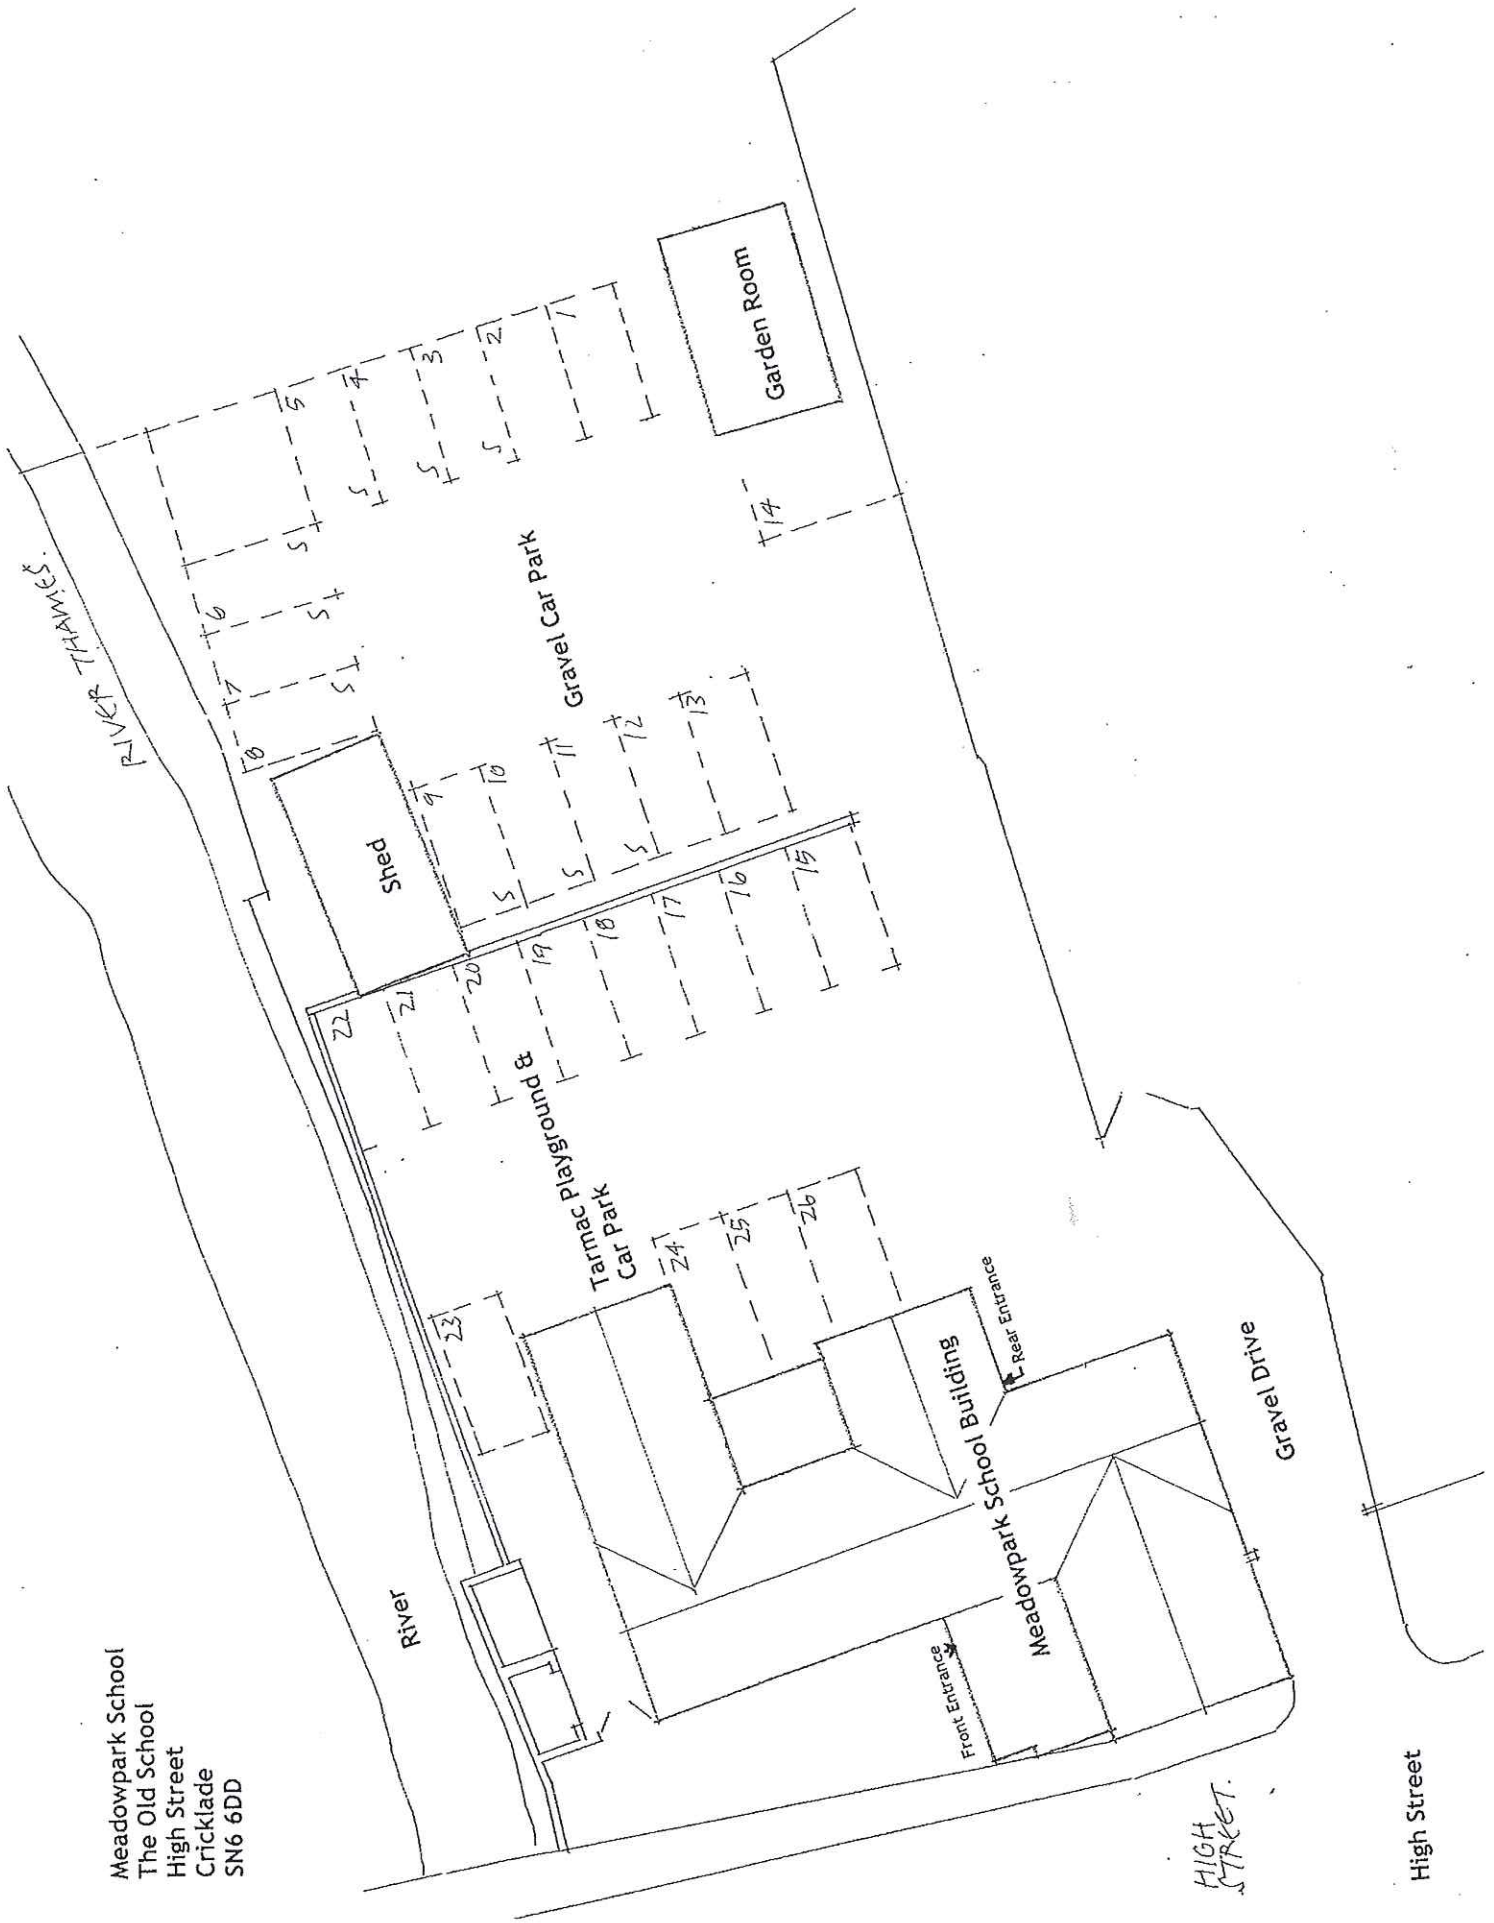 Meadowpark School
The Old School
High Street
Cricklade
SN6 6DD
RIVER THAMES.
River
Shed
Gravel Car Park
Garden Room
Tarmac Playground &
Car Park
Meadowpark School Building
Front Entrance
Rear Entrance
Gravel Drive
HIGH
STREET.
High Street
1
2
3
4
5
6
7
8
9
10
11
12
13
14
15
16
17
18
19
20
21
22
23
24
25
26
S
S
S
S
S
S
S
S
S